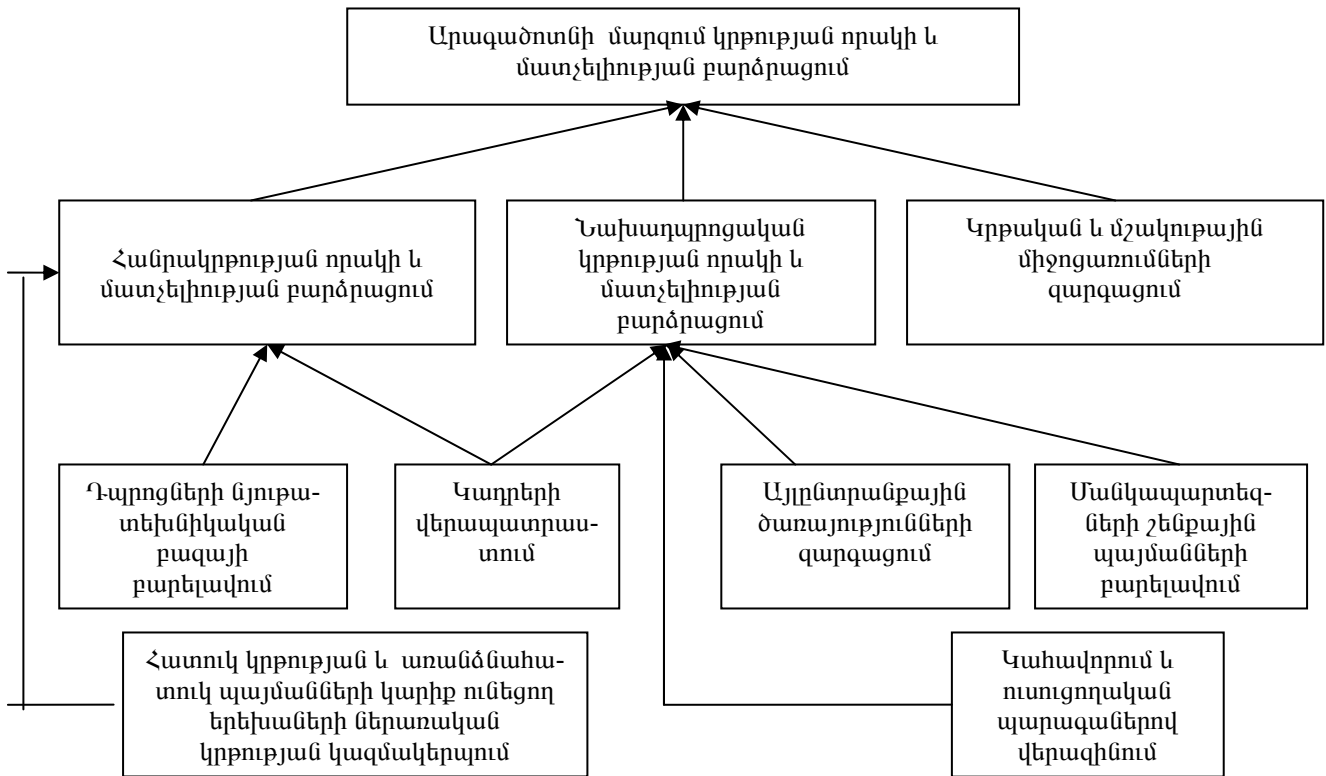 Արագածոտնի մարզում կրթության որակի և
մատչելիության բարձրացում
Հանրակրթության որակի և
մատչելիության բարձրացում
Նախադպրոցական
կրթության որակի և
մատչելիության
բարձրացում
Կրթական և մշակութային
միջոցառումների
զարգացում
Դպրոցների նյութա-
տեխնիկական
բազայի
բարելավում
Կադրերի
վերապատրաս-
տում
Այլընտրանքային
ծառայությունների
զարգացում
Մանկապարտեզ-
ների շենքային
պայմանների
բարելավում
Հատուկ կրթության և առանձնահա-
տուկ պայմանների կարիք ունեցող
երեխաների ներառական
կրթության կազմակերպում
Կահավորում և
ուսուցողական
պարագաներով
վերազինում